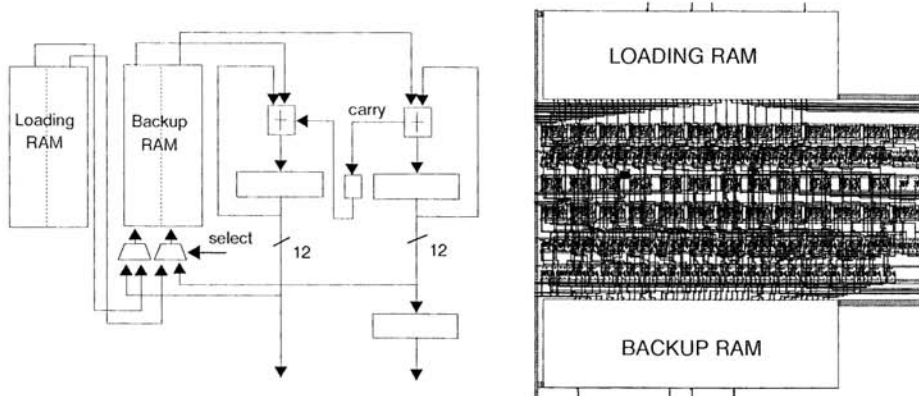 Loading
RAM
Backup
RAM
carry
select
12
12
LOADING RAM
BACKUP RAM